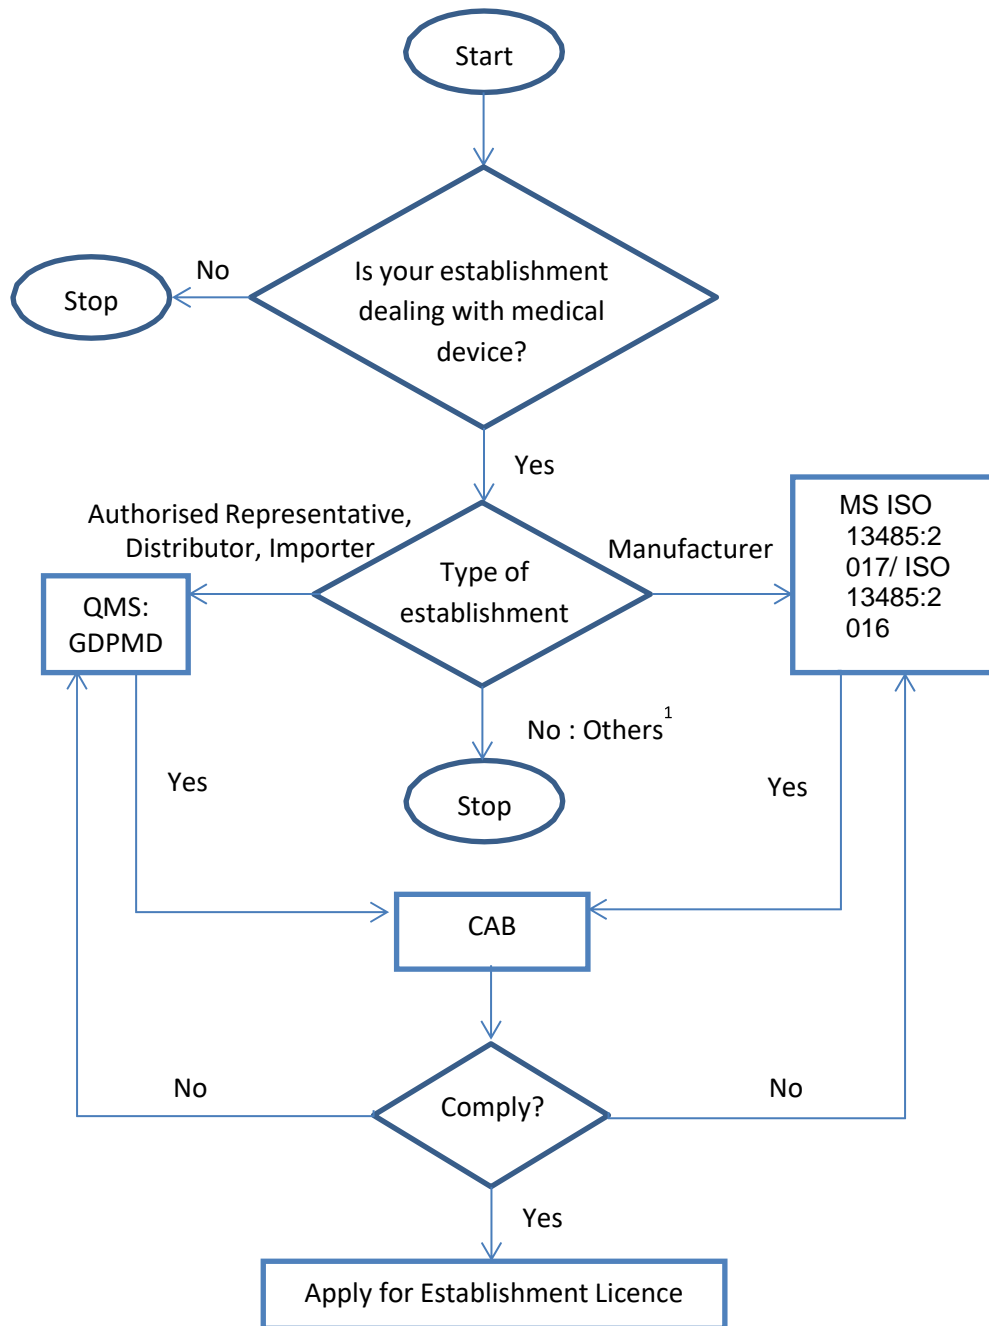 Start
Is your establishment
dealing with medical
device?
No
Stop
Yes
Authorised Representative,
Distributor, Importer
Type of
establishment
Manufacturer
MS ISO
13485:2
017/ ISO
13485:2
016
QMS:
GDPMD
No : Others1
Stop
Yes
Yes
CAB
Comply?
No
No
Yes
Apply for Establishment Licence